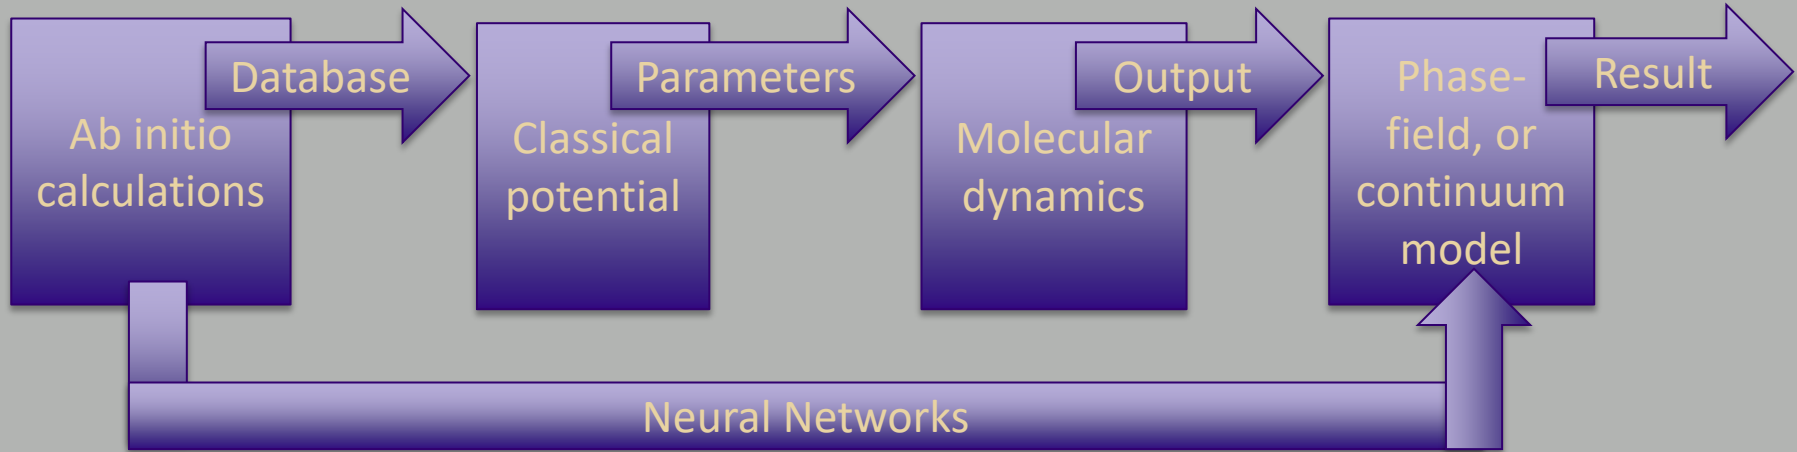 Ab initio
calculations
Database
Classical
potential
Parameters
Molecular
dynamics
Output
Phase-
field, or
continuum
model
Result
Neural Networks